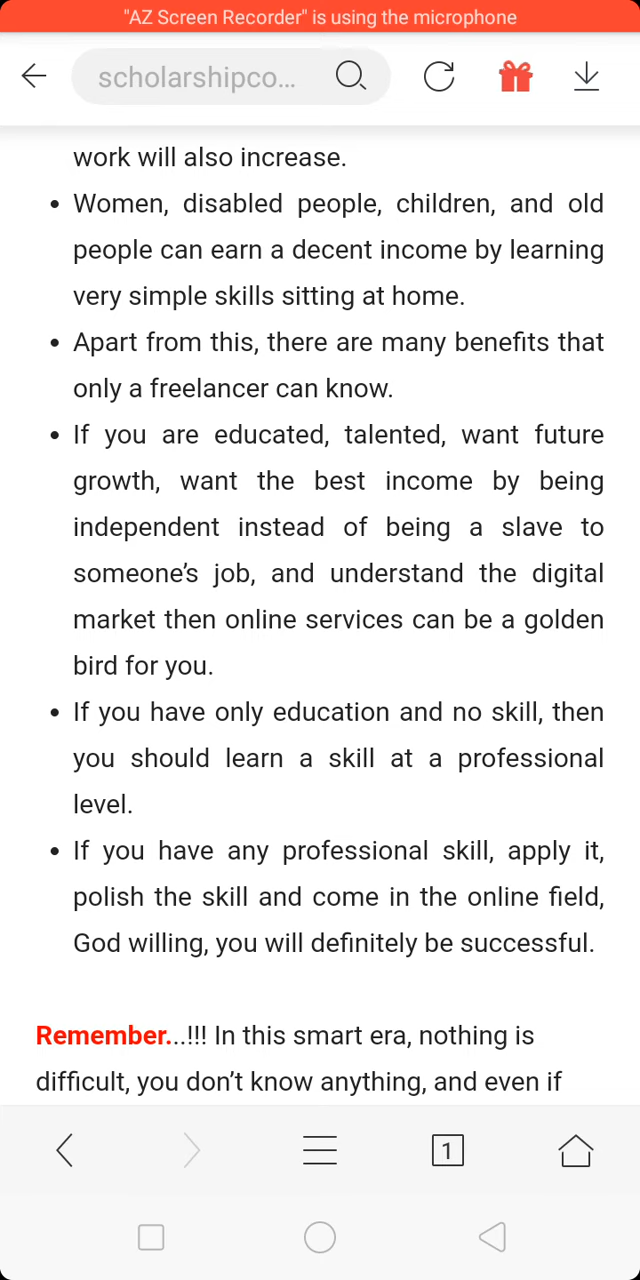 "AZ Screen Recorder" is using the microphone
scholarshipco...
work will also increase.
• Women, disabled people, children, and old
people can earn a decent income by learning
very simple skills sitting at home.
• Apart from this, there are many benefits that
only a freelancer can know.
• If you are educated, talented, want future
growth, want the best income by being
independent instead of being a slave to
someone’s job, and understand the digital
market then online services can be a golden
bird for you.
• If you have only education and no skill, then
you should learn a skill at a professional
level.
• If you have any professional skill, apply it,
polish the skill and come in the online field,
God willing, you will definitely be successful.
Remember...!!! In this smart era, nothing is
difficult, you don’t know anything, and even if
1